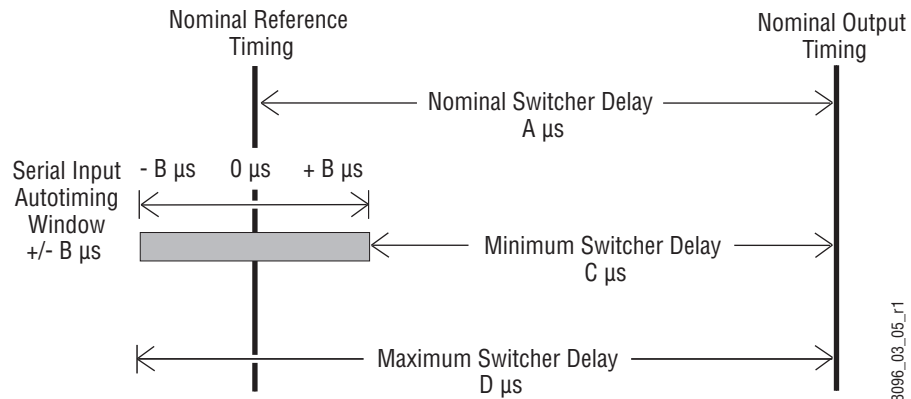 Nominal Reference
Timing
Nominal Output
Timing
Nominal Switcher Delay
A µs
Serial Input
Autotiming
Window
+/- B µs
- B µs
0 µs
+ B µs
Minimum Switcher Delay
C µs
Maximum Switcher Delay
D µs
8096_03_05_r1